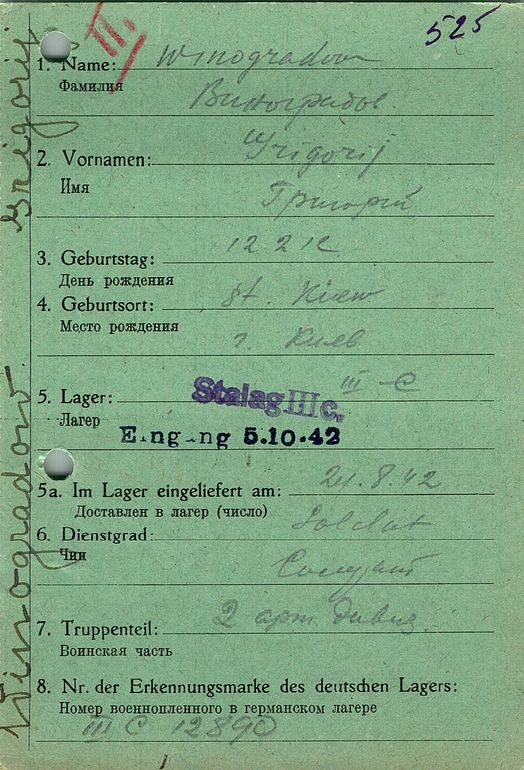 525
II.
1. Name: Winogradow
Фамилия
Виноградов.
2. Vornamen: Grigorij
Имя
Григорий
3. Geburtstag: 12 2 12
День рождения
4. Geburtsort: st. Kiew
Место рождения
г. Киев
5. Lager: III-C
Лагер
Stalag III C.
Eingang 5.10.42
5a. Im Lager eingeliefert am: 24.8.42
Доставлен в лагер (число)
6. Dienstgrad: Soldat
Чин
Солдат
7. Truppenteil: 2 арт. дивиз.
Воинская часть
8. Nr. der Erkennungsmarke des deutschen Lagers:
Номер военнопленного в германском лагере
III C 12890
Winogradow Grigorij